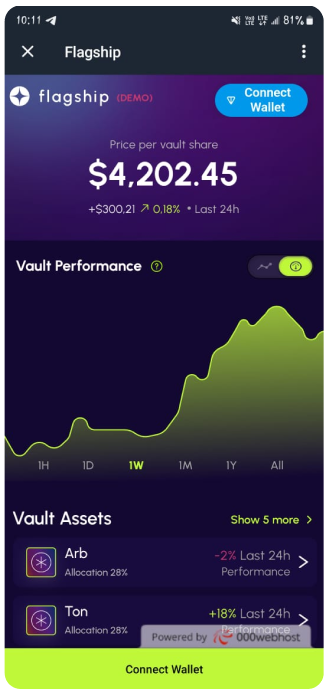 10:11
Vo) LTE LTE 81%
Flagship
flagship (DEMO)
Connect
Wallet
Price per vault share
$4,202.45
+$300,21 ↗ 0,18% • Last 24h
Vault Performance ?
1H 1D 1W 1M 1Y All
Vault Assets
Show 5 more >
Arb
-2% Last 24h
Allocation 28%
Performance
Ton
+18% Last 24h
Allocation 28%
Performance
Powered by 000webhost
Connect Wallet